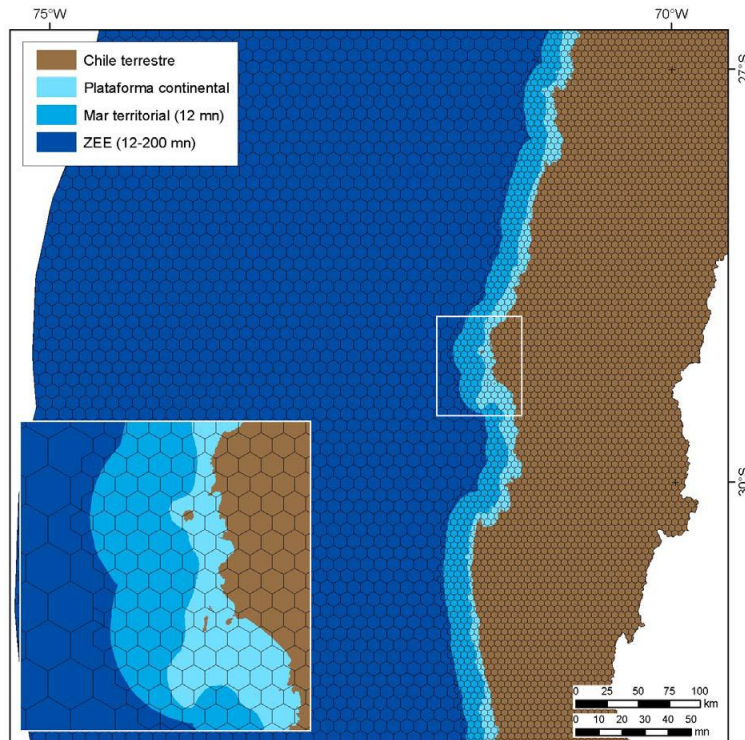 75°W
70°W
27°S
Chile terrestre
Plataforma continental
Mar territorial (12 mn)
ZEE (12-200 mn)
30°S
0 25 50 75 100
km
0 10 20 30 40 50
mn